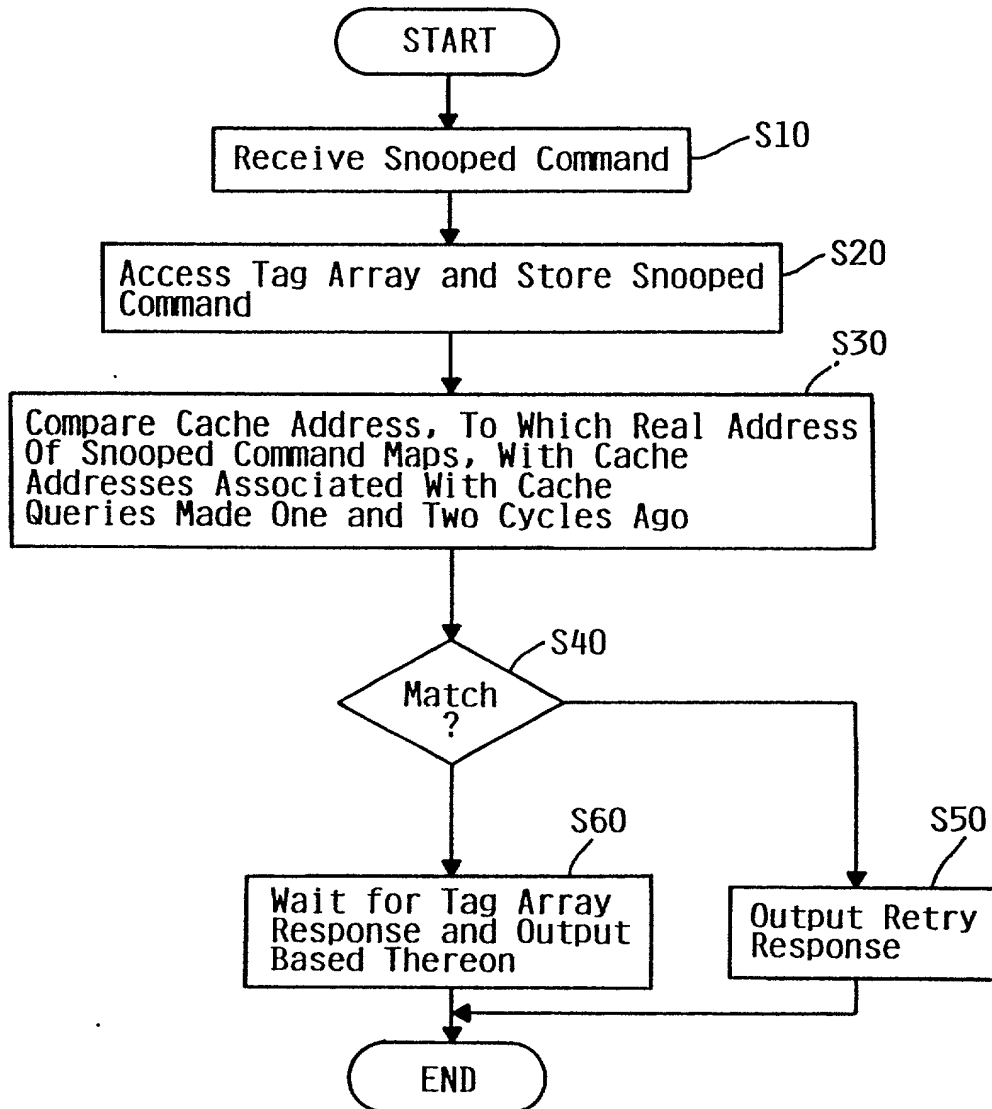 START
Receive Snooped Command
S10
Access Tag Array and Store Snooped
Command
S20
S30
Compare Cache Address, To Which Real Address
Of Snooped Command Maps, With Cache
Addresses Associated With Cache
Queries Made One and Two Cycles Ago
S40
Match
?
S60
Wait for Tag Array
Response and Output
Based Thereon
S50
Output Retry
Response
END